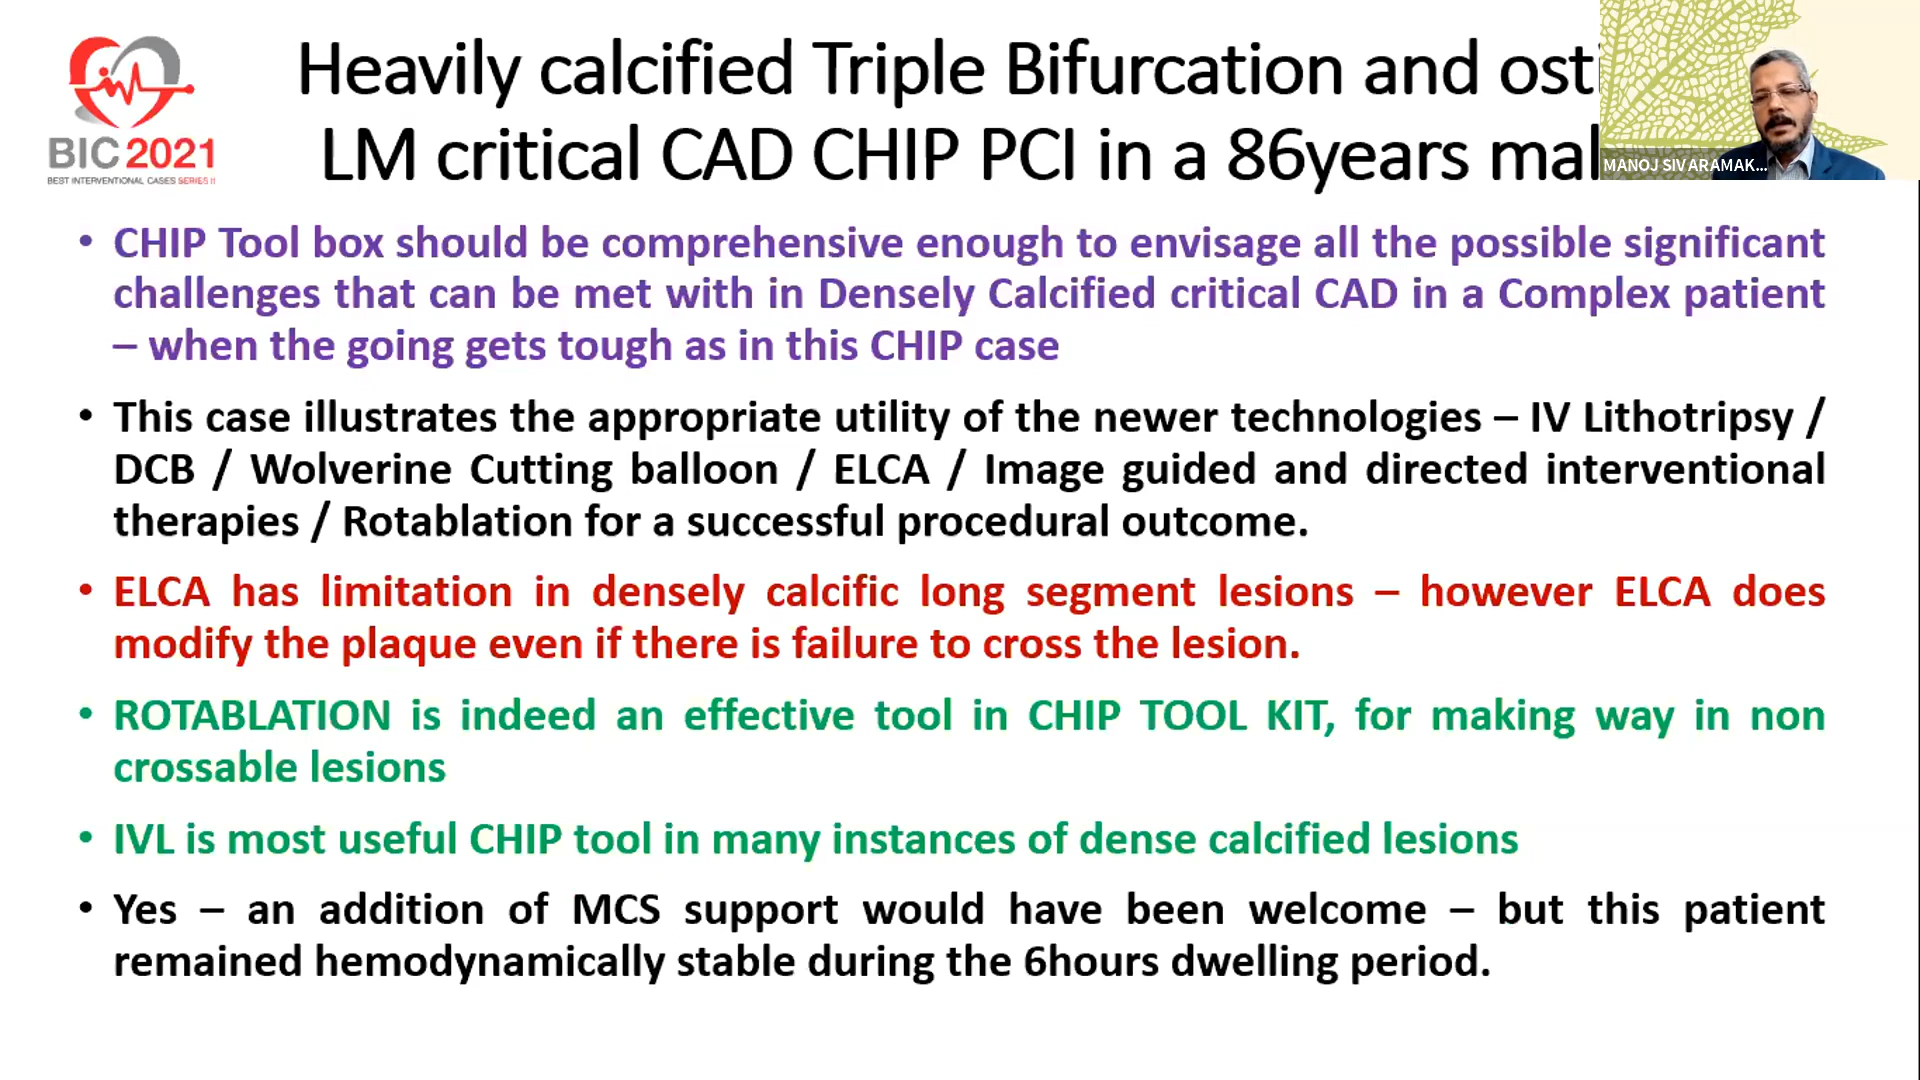 Heavily calcified Triple Bifurcation and osti
LM critical CAD CHIP PCI in a 86years mal
MANOJ SIVARAMAK...
BIC 2021
BEST INTERVENTIONAL CASES SERIES II
• CHIP Tool box should be comprehensive enough to envisage all the possible significant
challenges that can be met with in Densely Calcified critical CAD in a Complex patient
– when the going gets tough as in this CHIP case
• This case illustrates the appropriate utility of the newer technologies – IV Lithotripsy /
DCB / Wolverine Cutting balloon / ELCA / Image guided and directed interventional
therapies / Rotablation for a successful procedural outcome.
• ELCA has limitation in densely calcific long segment lesions – however ELCA does
modify the plaque even if there is failure to cross the lesion.
• ROTABLATION is indeed an effective tool in CHIP TOOL KIT, for making way in non
crossable lesions
• IVL is most useful CHIP tool in many instances of dense calcified lesions
• Yes – an addition of MCS support would have been welcome – but this patient
remained hemodynamically stable during the 6hours dwelling period.